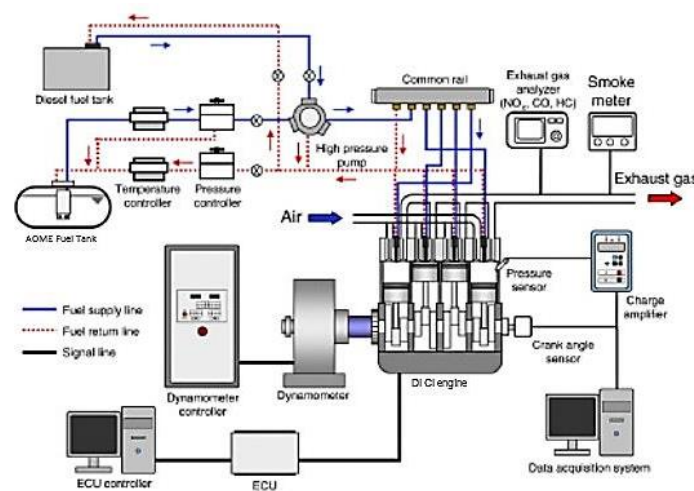 Diesel fuel tank
Common rail
Exhaust gas
analyzer
(NOx, CO, HC)
Smoke
meter
High pressure
pump
Temperature
controller
Pressure
controller
AOME Fuel Tank
Exhaust gas
Air
Pressure
sensor
Charge
amplifier
Fuel supply line
Fuel return line
Signal line
Crank angle
sensor
Dynamometer
controller
Dynamometer
DI CI engine
ECU controller
ECU
Data acquisition system